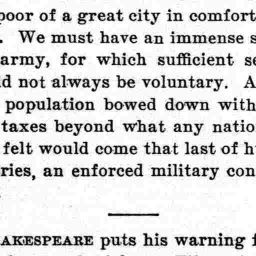 poor of a great city in comfort
. We must have an immense s
army, for which sufficient se
ld not always be voluntary. A
population bowed down with
taxes beyond what any natio
felt would come that last of h
ries, an enforced military con
AKESPEARE puts his warning f